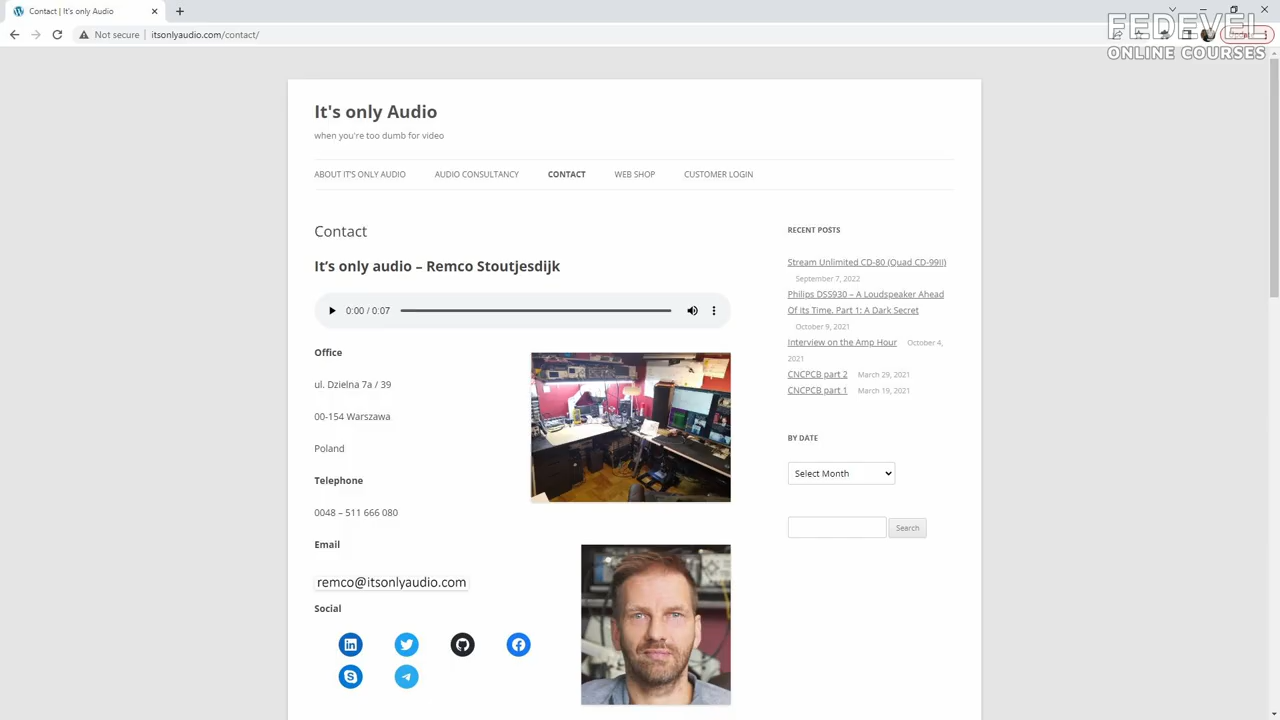 Contact | It's only Audio
FEDEVEL
ONLINE COURSES
Not secure
itsonlyaudio.com/contact/
It's only Audio
when you're too dumb for video
ABOUT IT'S ONLY AUDIO
AUDIO CONSULTANCY
CONTACT
WEB SHOP
CUSTOMER LOGIN
Contact
It's only audio – Remco Stoutjesdijk
0:00 / 0:07
Office
ul. Dzielna 7a / 39
00-154 Warszawa
Poland
Telephone
0048 – 511 666 080
Email
remco@itsonlyaudio.com
Social
RECENT POSTS
Stream Unlimited CD-80 (Quad CD-99II)
September 7, 2022
Philips DSS930 – A Loudspeaker Ahead
Of Its Time. Part 1: A Dark Secret
October 9, 2021
Interview on the Amp Hour October 4,
2021
CNCPCB part 2 March 29, 2021
CNCPCB part 1 March 19, 2021
BY DATE
Select Month
Search